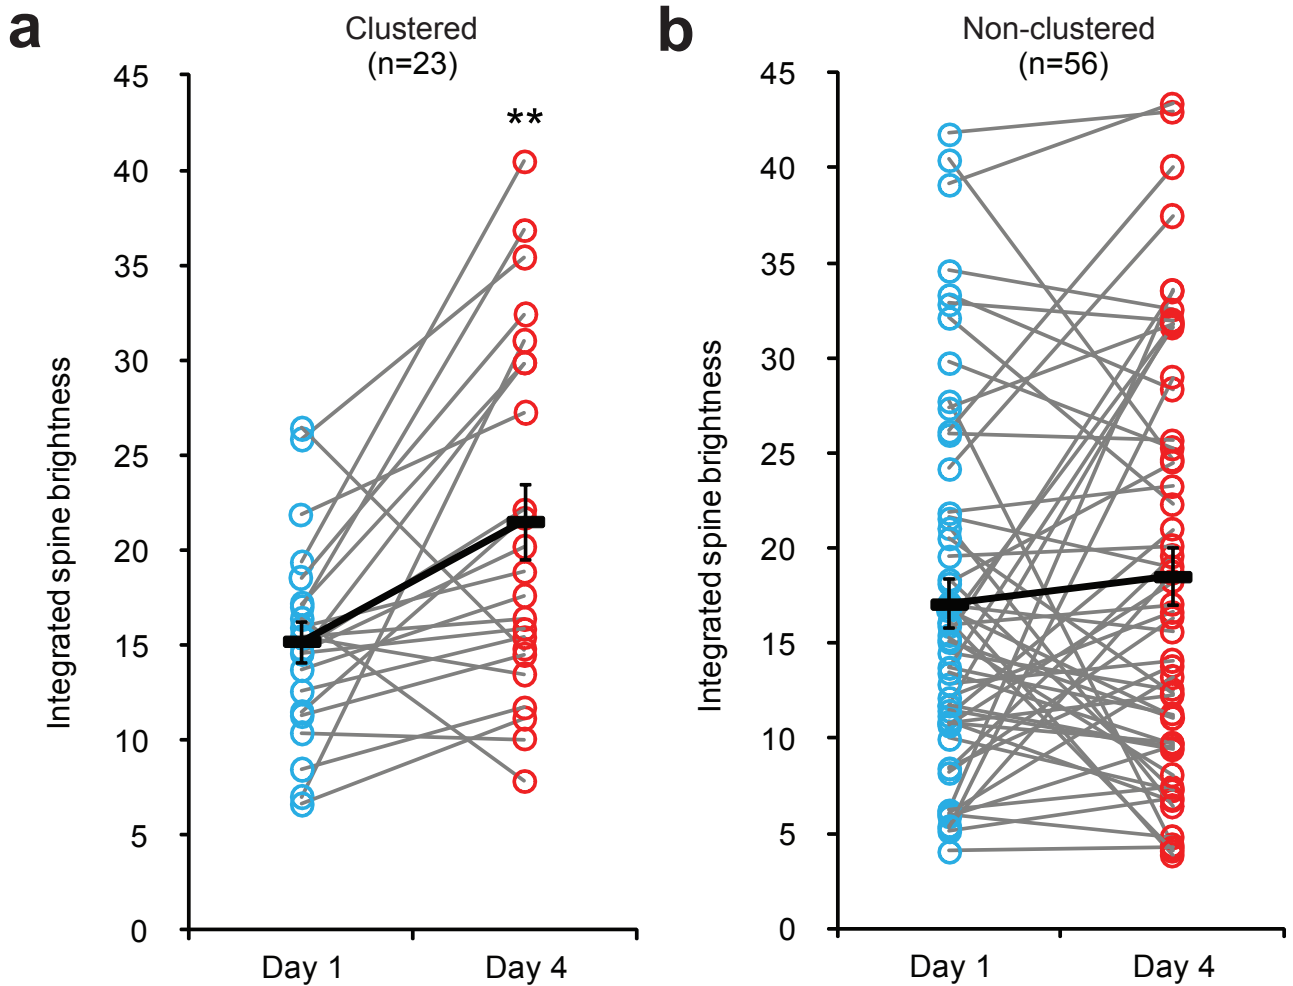 a
Clustered
(n=23)
45
40
35
30
25
20
15
10
5
0
**
Integrated spine brightness
Day 1
Day 4
b
Non-clustered
(n=56)
45
40
35
30
25
20
15
10
5
0
Integrated spine brightness
Day 1
Day 4